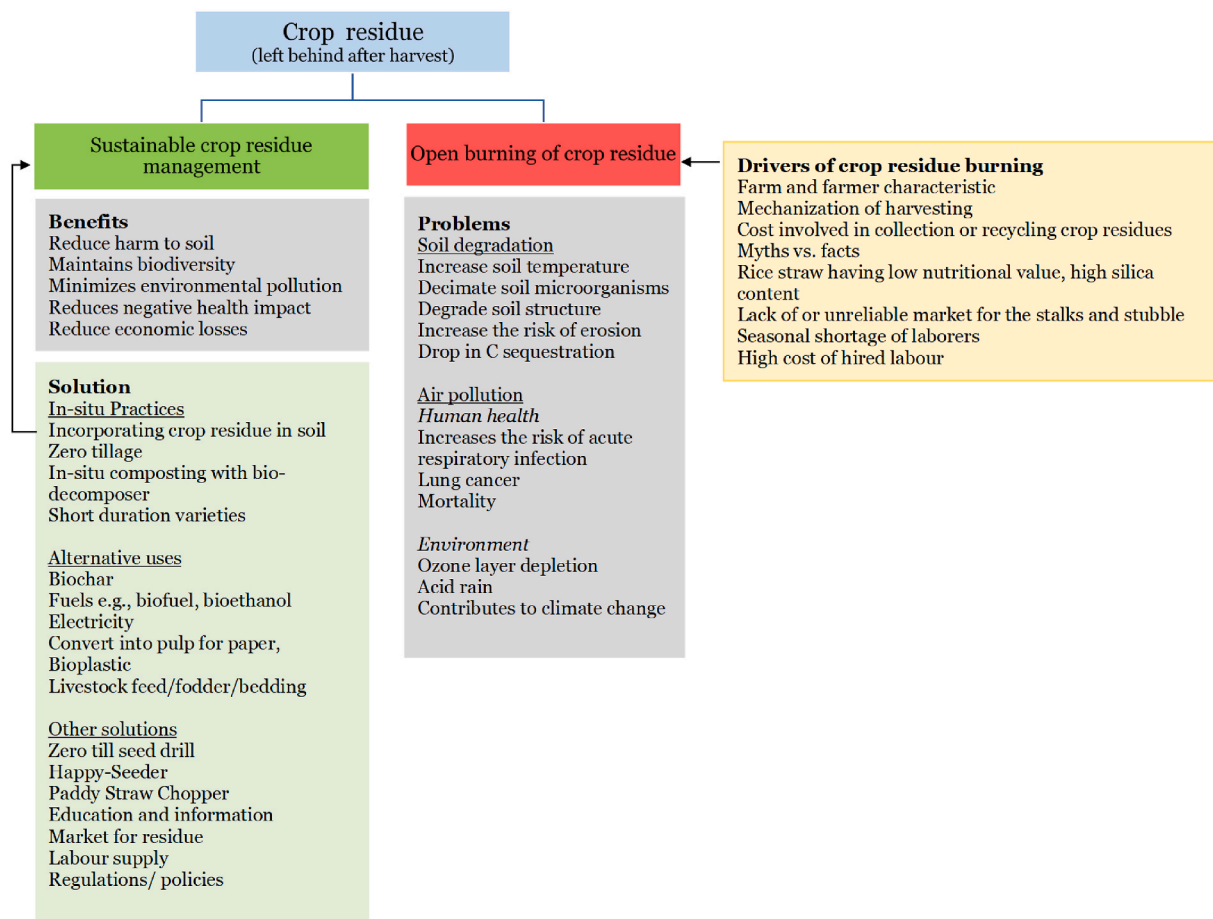 Crop residue
(left behind after harvest)
Sustainable crop residue
management
Benefits
Reduce harm to soil
Maintains biodiversity
Minimizes environmental pollution
Reduces negative health impact
Reduce economic losses
Solution
In-situ Practices
Incorporating crop residue in soil
Zero tillage
In-situ composting with bio-
decomposer
Short duration varieties
Alternative uses
Biochar
Fuels e.g., biofuel, bioethanol
Electricity
Convert into pulp for paper,
Bioplastic
Livestock feed/fodder/bedding
Other solutions
Zero till seed drill
Happy-Seeder
Paddy Straw Chopper
Education and information
Market for residue
Labour supply
Regulations/ policies
Open burning of crop residue
Problems
Soil degradation
Increase soil temperature
Decimate soil microorganisms
Degrade soil structure
Increase the risk of erosion
Drop in C sequestration
Air pollution
Human health
Increases the risk of acute
respiratory infection
Lung cancer
Mortality
Environment
Ozone layer depletion
Acid rain
Contributes to climate change
Drivers of crop residue burning
Farm and farmer characteristic
Mechanization of harvesting
Cost involved in collection or recycling crop residues
Myths vs. facts
Rice straw having low nutritional value, high silica
content
Lack of or unreliable market for the stalks and stubble
Seasonal shortage of laborers
High cost of hired labour